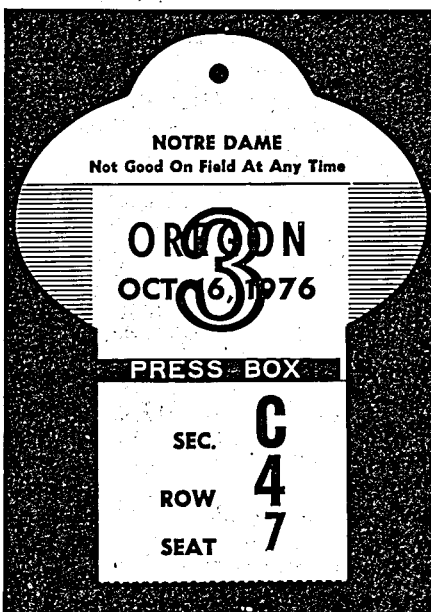 NOTRE DAME
Not Good On Field At Any Time
OREGON
3
OCT. 16, 1976
PRESS BOX
SEC. C
ROW 4
SEAT 7